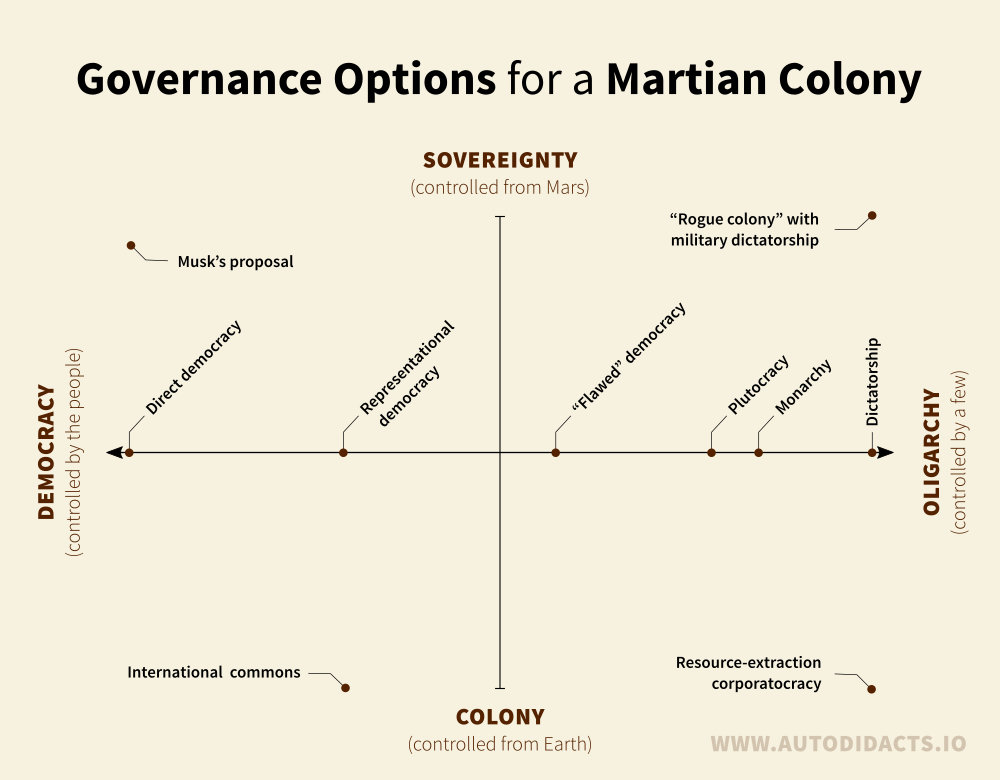 Governance Options for a Martian Colony
SOVEREIGNTY
(controlled from Mars)
“Rogue colony” with
military dictatorship
Musk’s proposal
Direct democracy
Representational
democracy
“Flawed” democracy
Plutocracy
Monarchy
Dictatorship
DEMOCRACY
(controlled by the people)
OLIGARCHY
(controlled by a few)
International commons
Resource-extraction
corporatocracy
COLONY
(controlled from Earth)
WWW.AUTODIDACTS.IO